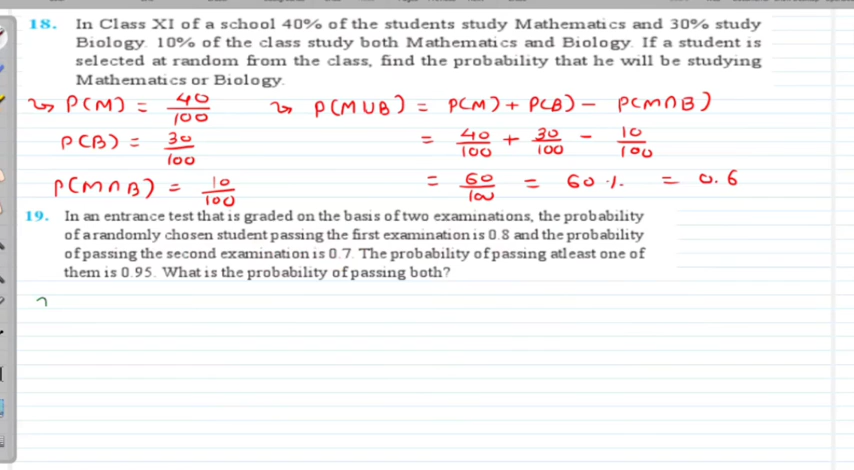 18. In Class XI of a school 40% of the students study Mathematics and 30% study
Biology. 10% of the class study both Mathematics and Biology. If a student is
selected at random from the class, find the probability that he will be studying
Mathematics or Biology.
P(M) = 40/100 P(M∪B) = P(M) + P(B) − P(M∩B)
P(B) = 30/100 = 40/100 + 30/100 − 10/100
P(M∩B) = 10/100 = 60/100 = 60% = 0.6
19. In an entrance test that is graded on the basis of two examinations, the probability
of a randomly chosen student passing the first examination is 0.8 and the probability
of passing the second examination is 0.7. The probability of passing atleast one of
them is 0.95. What is the probability of passing both?